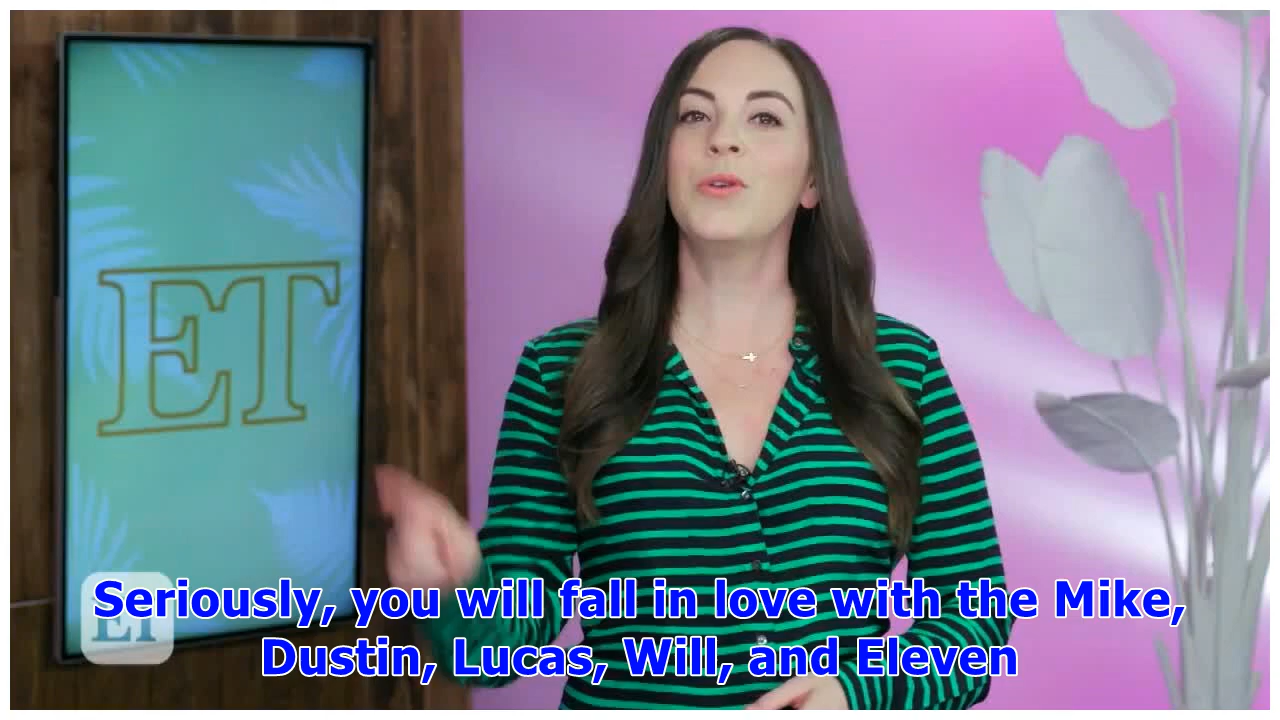 ET
Seriously, you will fall in love with the Mike,
ET
Dustin, Lucas, Will, and Eleven